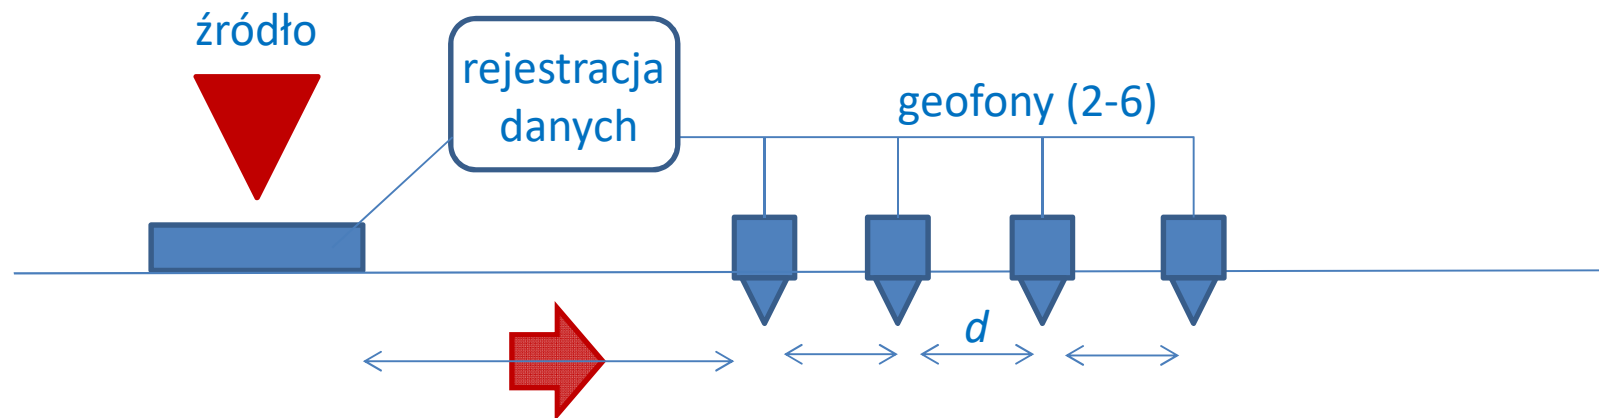 źródło
rejestracja
danych
geofony (2-6)
d